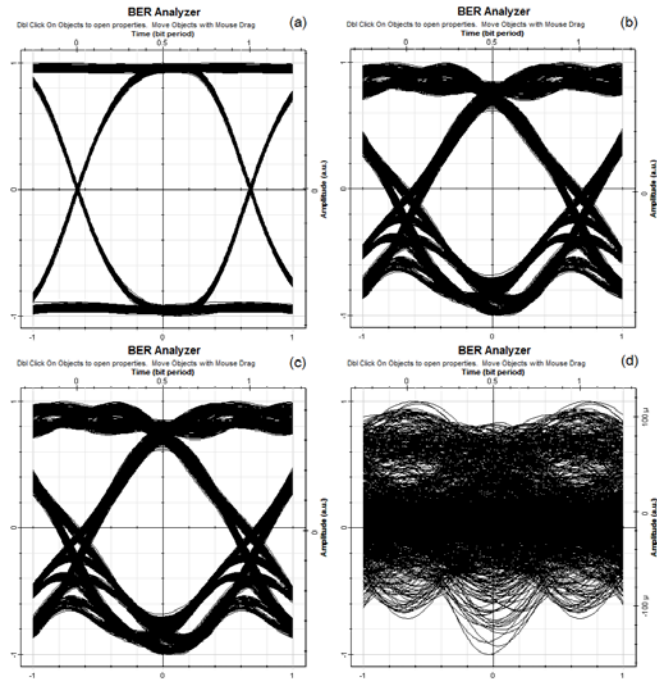 BER Analyzer (a)
Dbl Click On Objects to open properties. Move Objects with Mouse Drag
Time (bit period)
0 0.5 1
1
0
-1
0
Amplitude (a.u.)
-1 0 1
BER Analyzer (b)
Dbl Click On Objects to open properties. Move Objects with Mouse Drag
Time (bit period)
0 0.5 1
1
0
-1
0
Amplitude (a.u.)
-1 0 1
BER Analyzer (c)
Dbl Click On Objects to open properties. Move Objects with Mouse Drag
Time (bit period)
0 0.5 1
1
0
-1
0
Amplitude (a.u.)
-1 0 1
BER Analyzer (d)
Dbl Click On Objects to open properties. Move Objects with Mouse Drag
Time (bit period)
0 0.5 1
1
0
-1
100 µ
0
-100 µ
Amplitude (a.u.)
-1 0 1